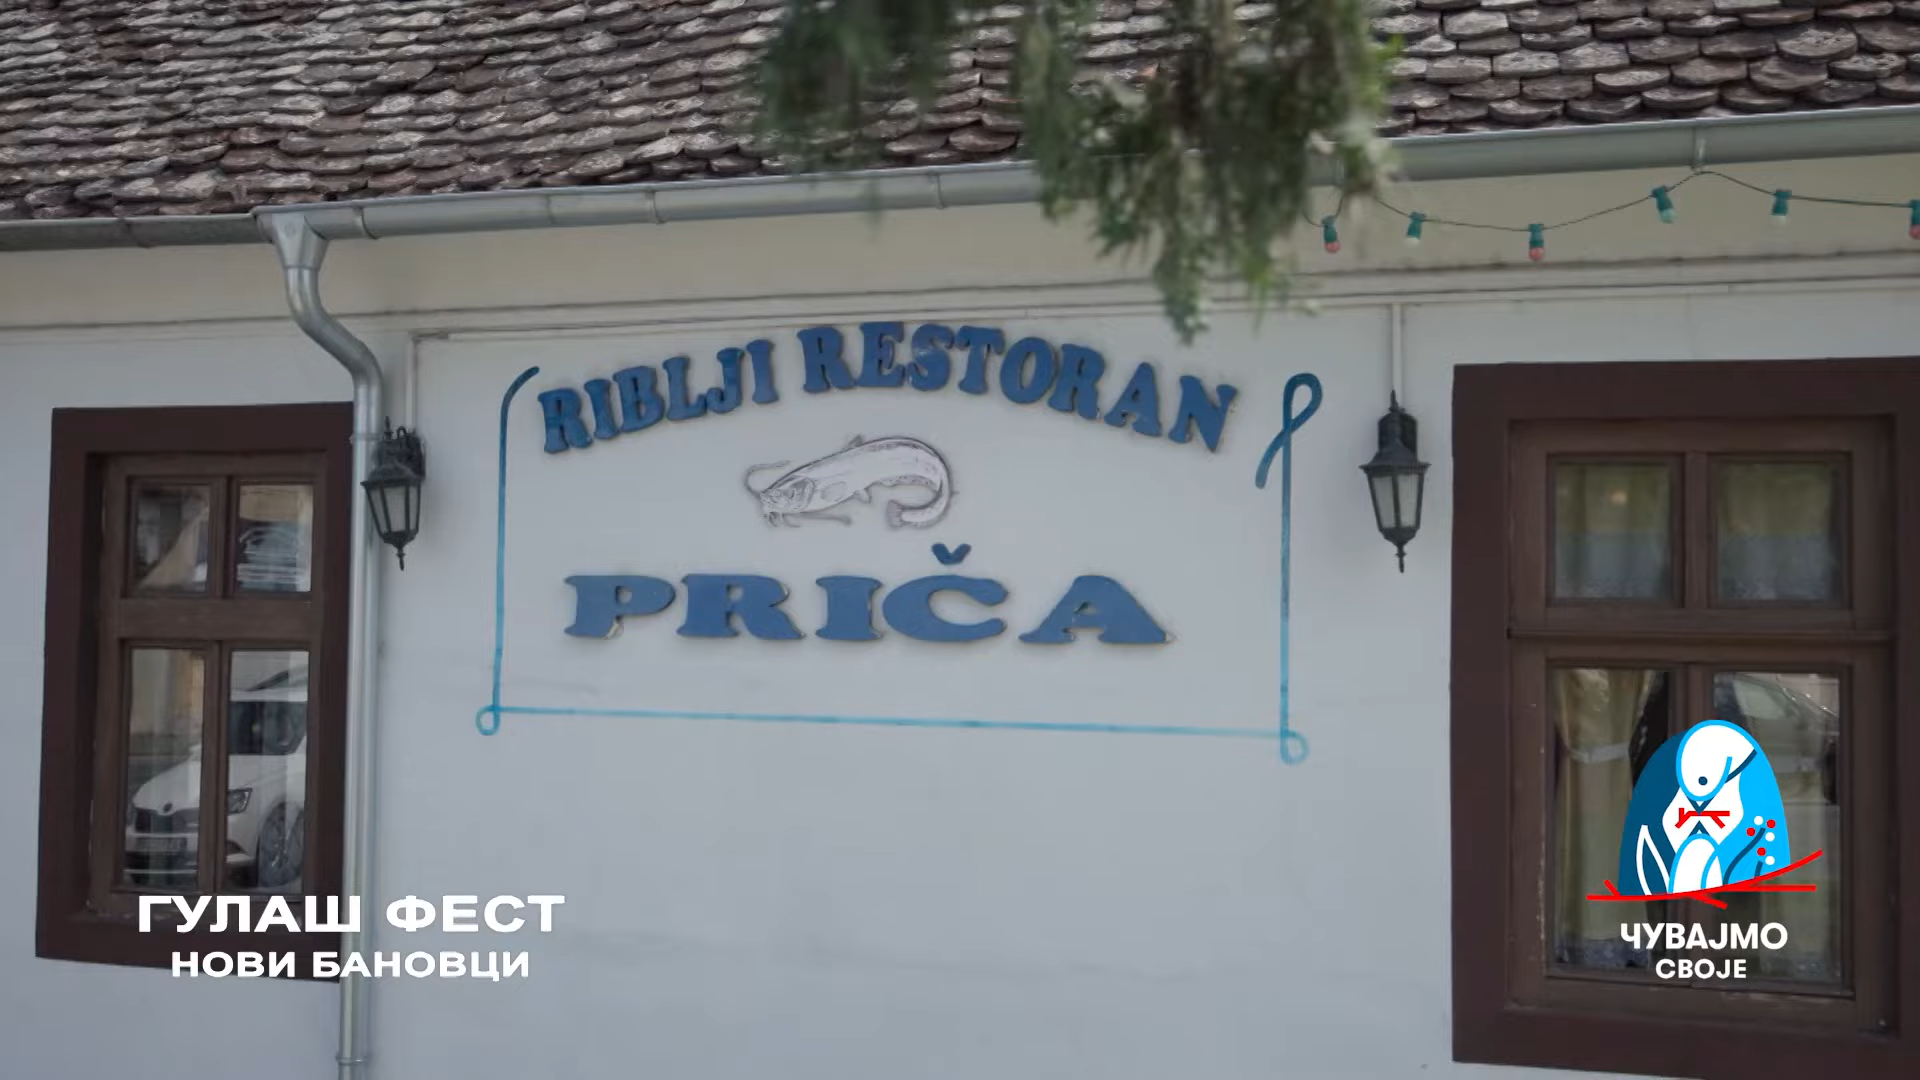 RIBLJI RESTORAN
PRIČA
ГУЛАШ ФЕСТ
НОВИ БАНОВЦИ
ЧУВАЈМО
СВОЈЕ